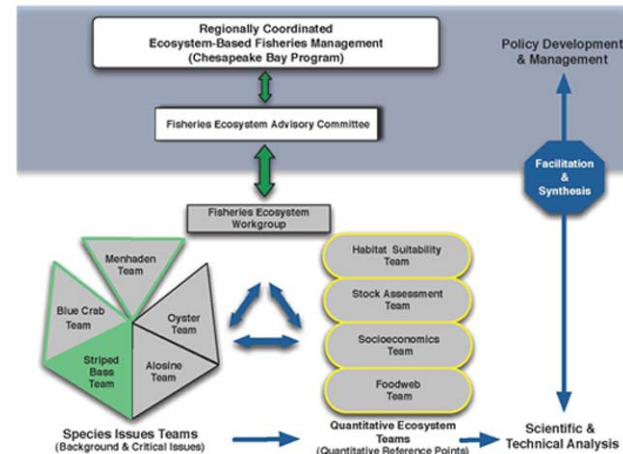 Regionally Coordinated
Ecosystem-Based Fisheries Management
(Chesapeake Bay Program)
Policy Development
& Management
Fisheries Ecosystem Advisory Committee
Facilitation
&
Synthesis
Fisheries Ecosystem
Workgroup
Menhaden
Team
Blue Crab
Team
Oyster
Team
Striped
Bass
Team
Alosine
Team
Habitat Suitability
Team
Stock Assessment
Team
Socioeconomics
Team
Foodweb
Team
Species Issues Teams
(Background & Critical Issues)
Quantitative Ecosystem
Teams
(Quantitative Reference Points)
Scientific &
Technical Analysis